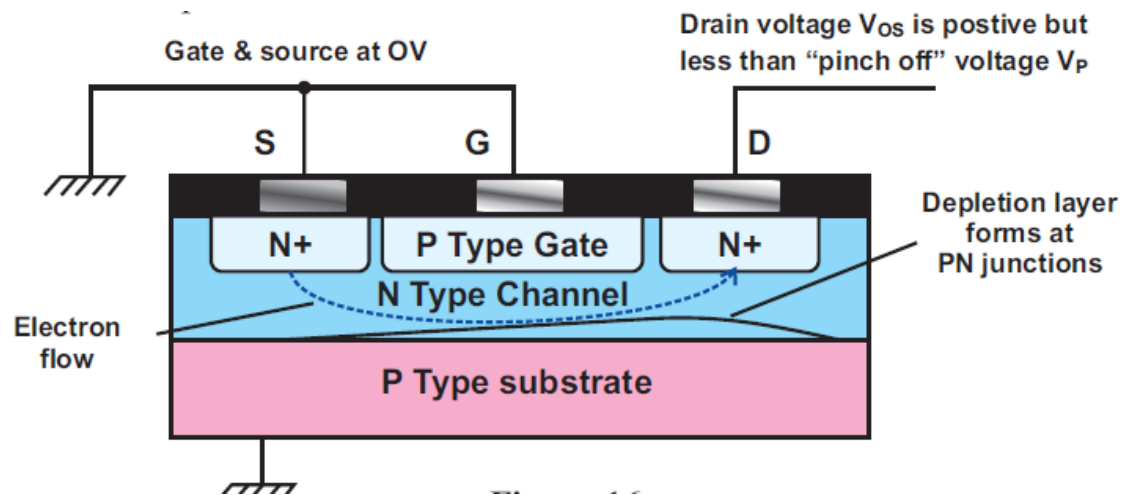 Gate & source at OV
Drain voltage VOS is postive but
less than “pinch off” voltage VP
S
G
D
Depletion layer
forms at
PN junctions
N+
P Type Gate
N+
N Type Channel
Electron
flow
P Type substrate